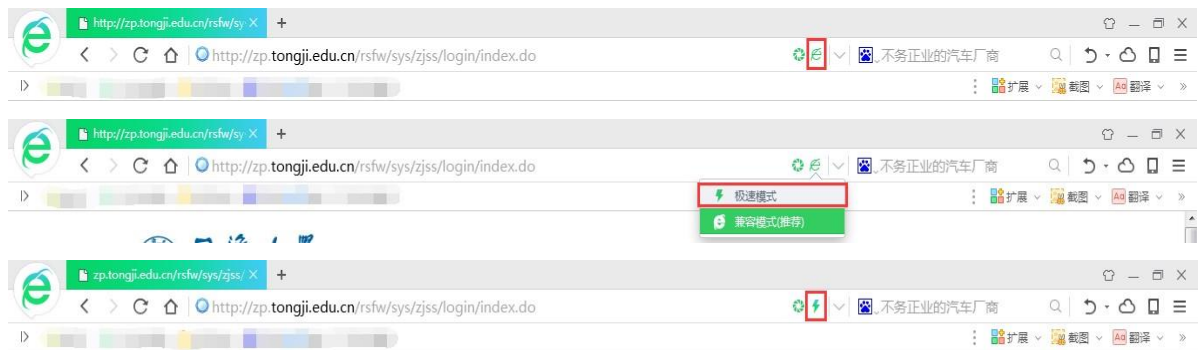 http://zp.tongji.edu.cn/rsfw/sy
http://zp.tongji.edu.cn/rsfw/sys/zjss/login/index.do 不务正业的汽车厂商
扩展 截图 Aa 翻译
http://zp.tongji.edu.cn/rsfw/sy
http://zp.tongji.edu.cn/rsfw/sys/zjss/login/index.do 不务正业的汽车厂商
极速模式 扩展 截图 Aa 翻译
兼容模式(推荐)
zp.tongji.edu.cn/rsfw/sys/zjss/
http://zp.tongji.edu.cn/rsfw/sys/zjss/login/index.do 不务正业的汽车厂商
扩展 截图 Aa 翻译